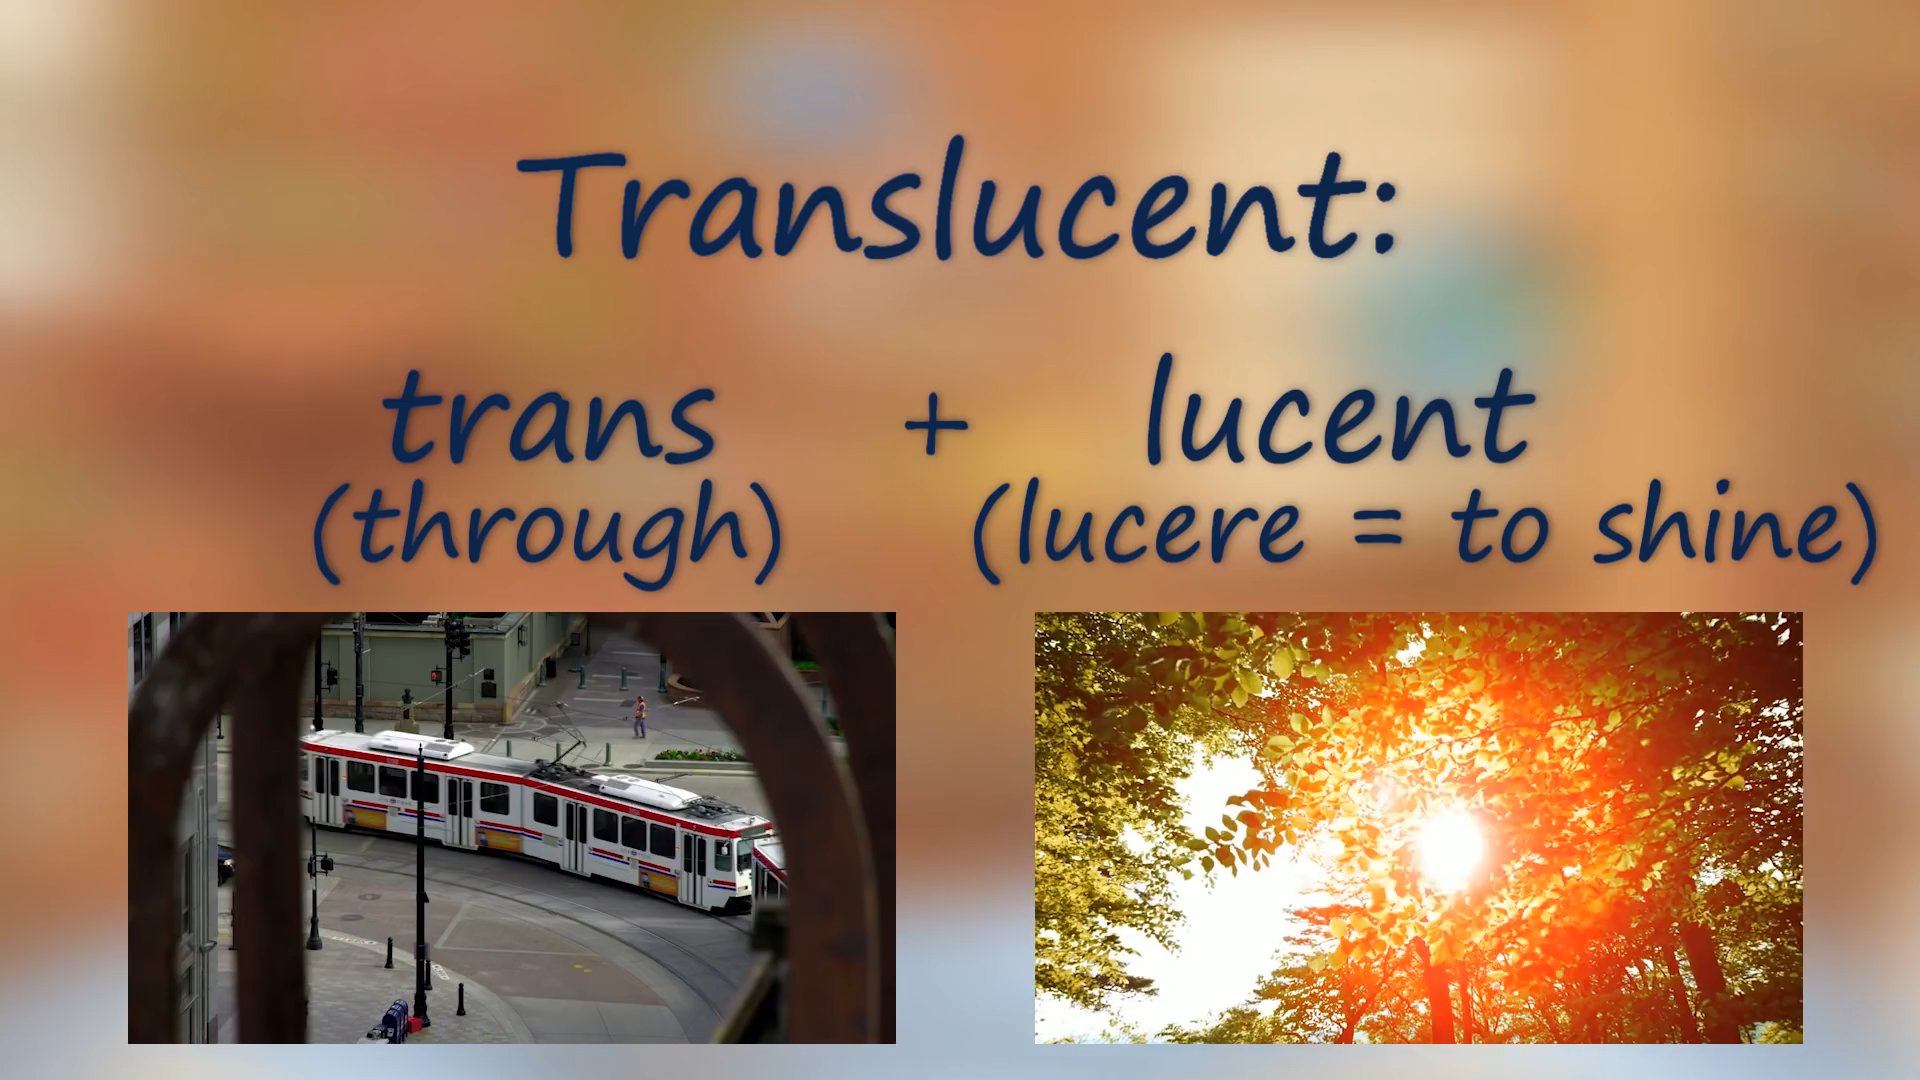 Translucent:
trans + lucent
(through) (lucere = to shine)